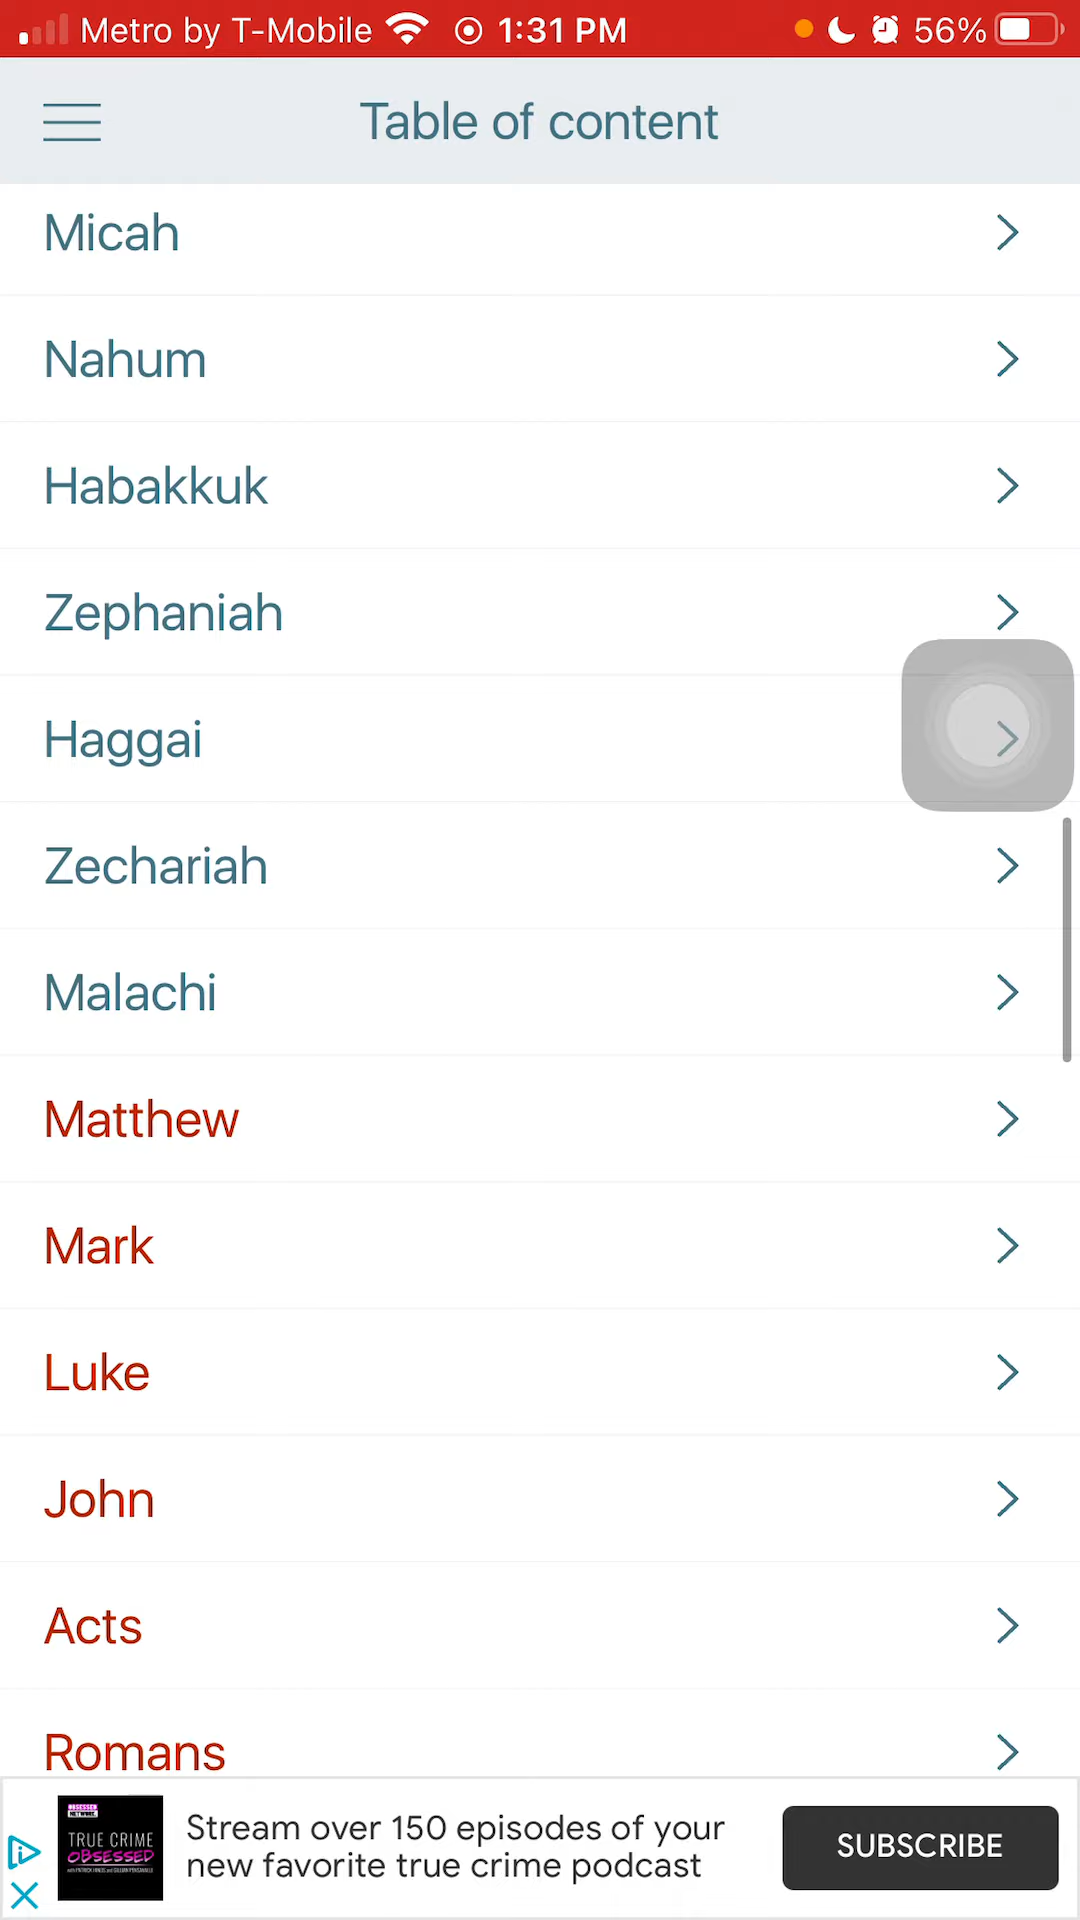 Metro by T-Mobile 1:31 PM 56%
Table of content
Micah
Nahum
Habakkuk
Zephaniah
Haggai
Zechariah
Malachi
Matthew
Mark
Luke
John
Acts
Romans
OBSESSED
NETWORK
TRUE CRIME
OBSESSED
Stream over 150 episodes of your
new favorite true crime podcast
SUBSCRIBE